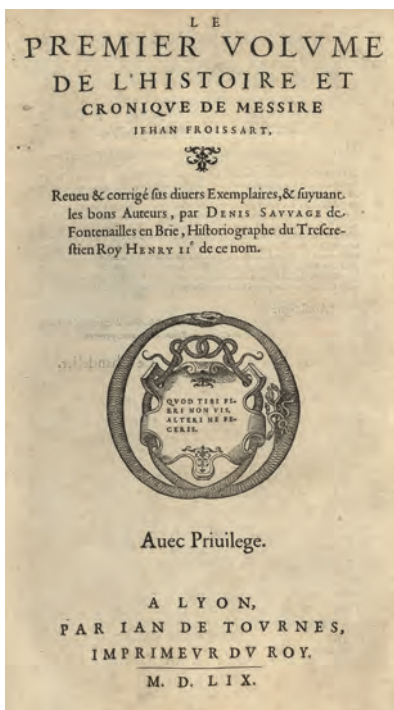 LE
PREMIER VOLVME
DE L'HISTOIRE ET
CRONIQVE DE MESSIRE
IEHAN FROISSART,
Reueu & corrigé ſus diuers Exemplaires, & ſuyuant
les bons Auteurs, par DENIS SAVVAGE de
Fontenailles en Brie, Hiſtoriographe du Treſcre-
ſtien Roy HENRY IIe de ce nom.
QVOD TIBI FI-
ERI NON VIS,
ALTERI NE FE-
CERIS.
Auec Priuilege.
A LYON,
PAR IAN DE TOVRNES,
IMPRIMEVR DV ROY.
M. D. LIX.